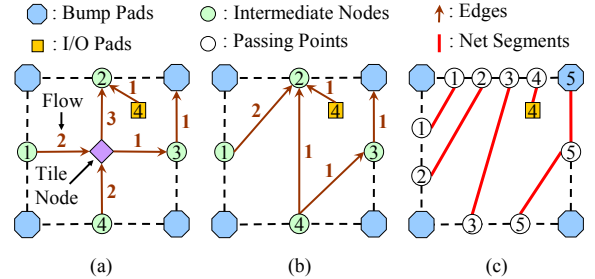 : Bump Pads : Intermediate Nodes : Edges
: I/O Pads : Passing Points : Net Segments
2 1 4 Flow 3 1 1 2 1 3 Tile Node 2 4
2 1 4 2 1 1 1 3 1 4
1 2 3 4 5 4 1 2 5 3 5
(a) (b) (c)